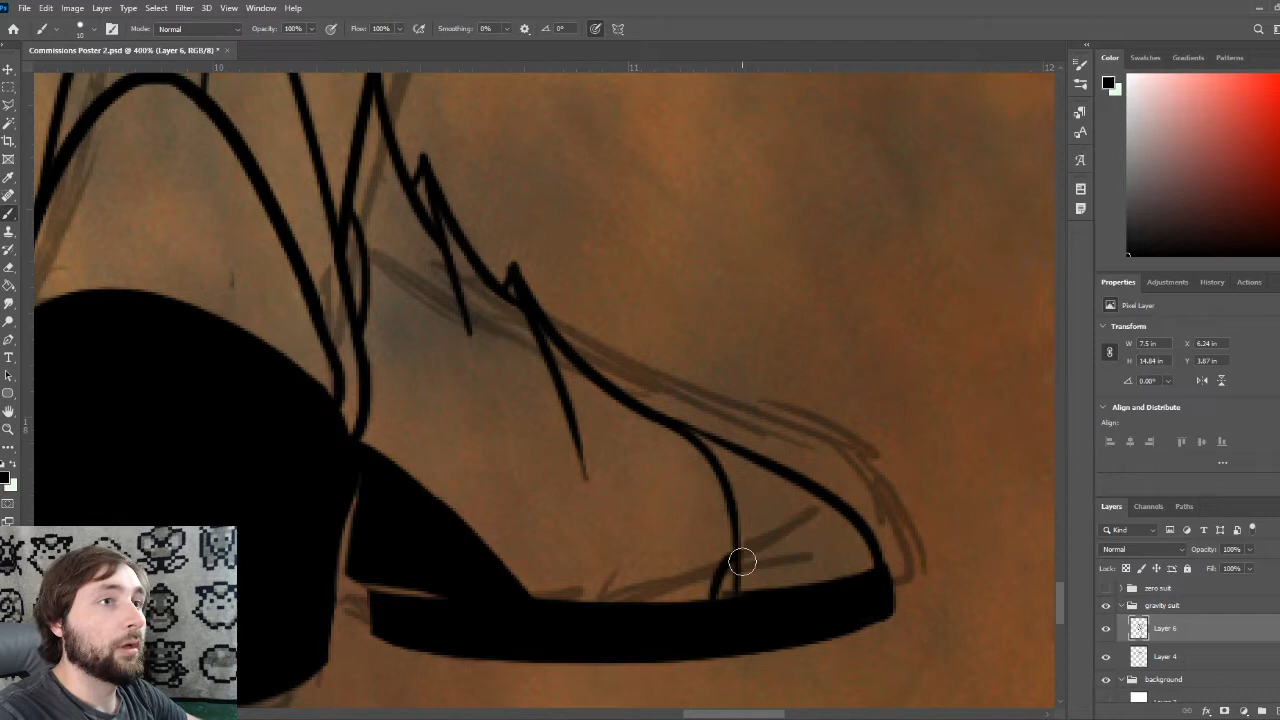 Ps File Edit Image Layer Type Select Filter 3D View Window Help
10 Mode: Normal Opacity: 100% Flow: 100% Smoothing: 0% 0°
Commissions Poster 2.psd @ 400% (Layer 6, RGB/8) * ×
10 11 12
Color Swatches Gradients Patterns
Properties Adjustments History Actions
Pixel Layer
Transform
W 7.5 in X 6.24 in
H 14.84 in Y 3.87 in
0.00°
Align and Distribute
Align:
Layers Channels Paths
Kind
Normal Opacity: 100%
Lock: Fill: 100%
zero suit
gravity suit
Layer 6
Layer 4
background